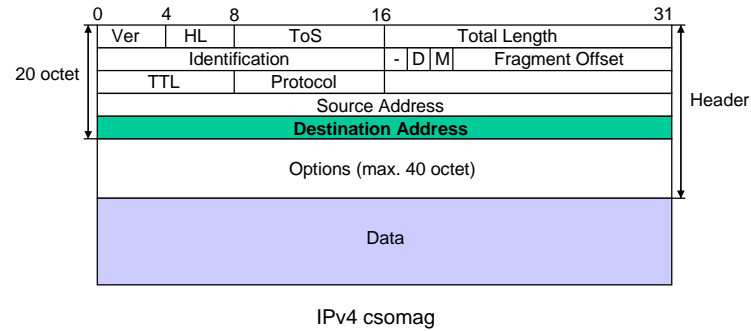 0 4 8 16 31
Ver HL ToS Total Length
Identification - D M Fragment Offset
20 octet
TTL Protocol
Source Address
Header
Destination Address
Options (max. 40 octet)
Data
IPv4 csomag